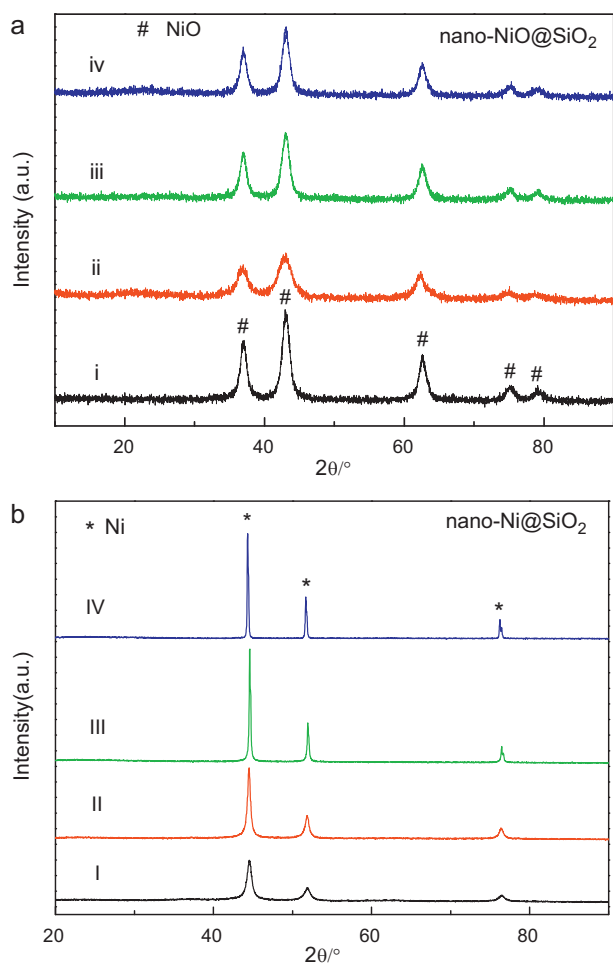 a
# NiO
nano-NiO@SiO₂
iv
iii
ii
i
# # # # #
Intensity (a.u.)
20 40 60 80
2θ/°
b
* Ni
nano-Ni@SiO₂
* * *
IV
III
II
I
Intensity(a.u.)
20 40 60 80
2θ/°